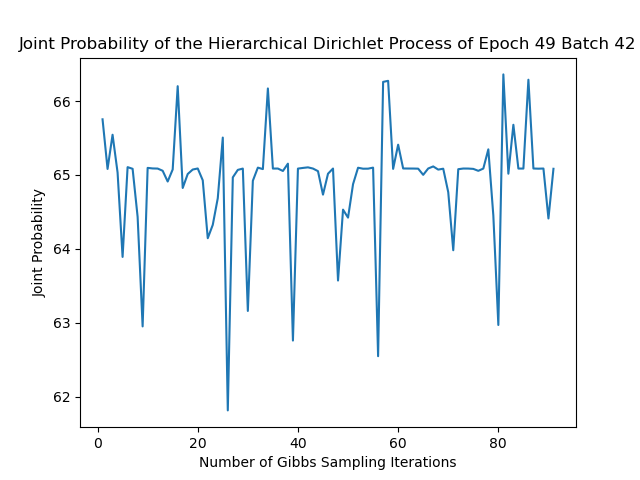 Joint Probability of the Hierarchical Dirichlet Process of Epoch 49 Batch 42
66
65
64
63
62
Joint Probability
0 20 40 60 80
Number of Gibbs Sampling Iterations